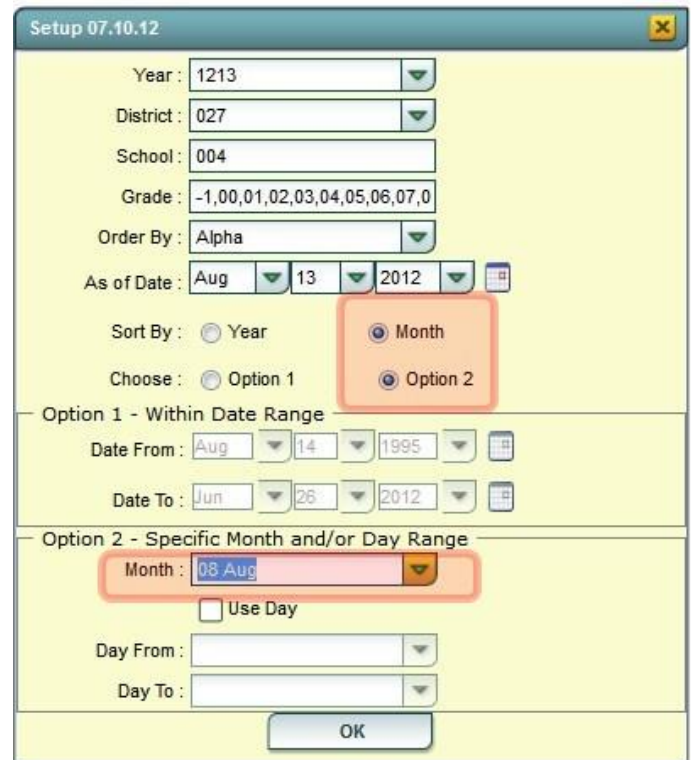 Setup 07.10.12
Year : 1213
District : 027
School : 004
Grade : -1,00,01,02,03,04,05,06,07,0
Order By : Alpha
As of Date : Aug 13 2012
Sort By : Year Month
Choose : Option 1 Option 2
Option 1 - Within Date Range
Date From : Aug 14 1995
Date To : Jun 26 2012
Option 2 - Specific Month and/or Day Range
Month : 08 Aug
Use Day
Day From :
Day To :
OK